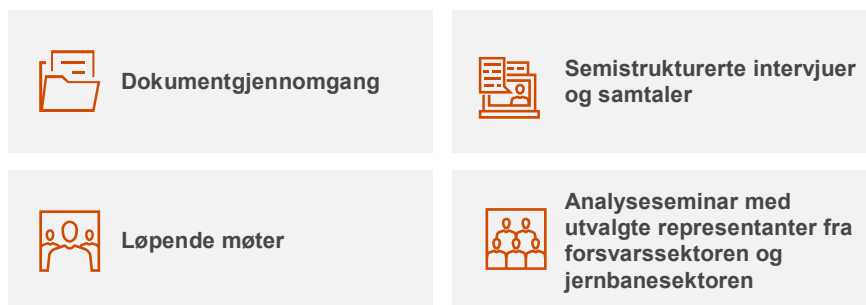 Dokumentgjennomgang
Semistrukturerte intervjuer
og samtaler
Løpende møter
Analyseseminar med
utvalgte representanter fra
forsvarssektoren og
jernbanesektoren